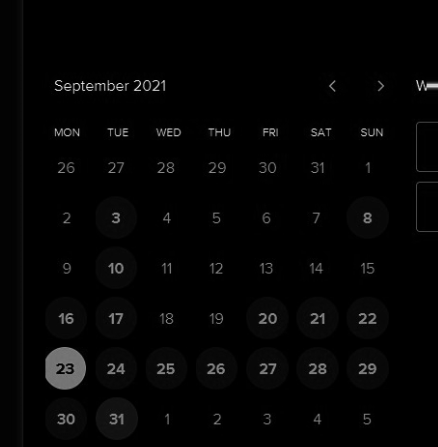 September 2021 < > W
MON TUE WED THU FRI SAT SUN
26 27 28 29 30 31 1
2 3 4 5 6 7 8
9 10 11 12 13 14 15
16 17 18 19 20 21 22
23 24 25 26 27 28 29
30 31 1 2 3 4 5